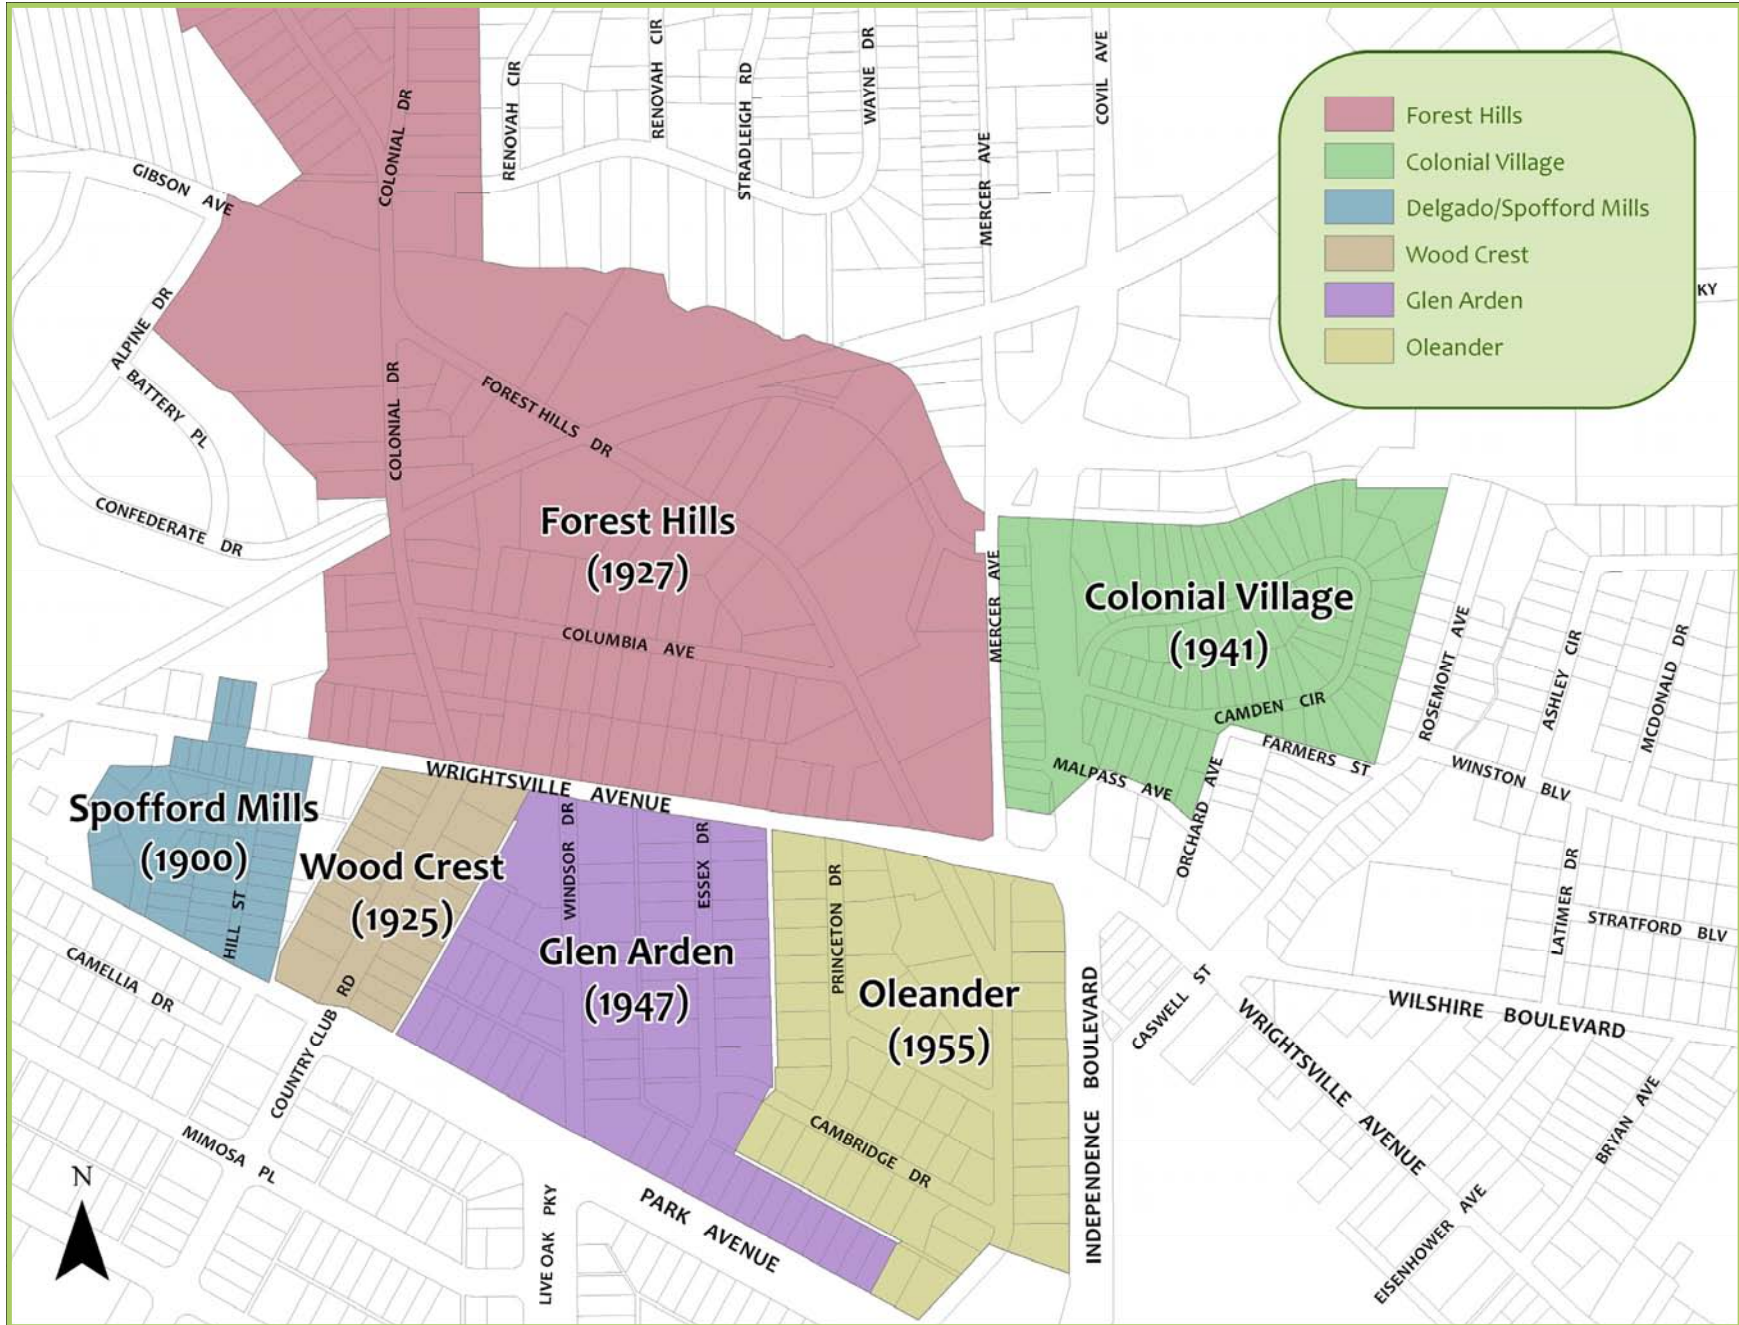 COLONIAL DR
RENOVAH CIR
RENOVAH CIR
STRADLEIGH RD
WAYNE DR
MERCER AVE
COVIL AVE
Forest Hills
Colonial Village
Delgado/Spofford Mills
Wood Crest
Glen Arden
Oleander
KY
GIBSON AVE
ALPINE DR
BATTERY PL
CONFEDERATE DR
COLONIAL DR
FOREST HILLS DR
Forest Hills
(1927)
COLUMBIA AVE
MERCER AVE
Colonial Village
(1941)
CAMDEN CIR
FARMERS ST
MALPASS AVE
ORCHARD AVE
ROSEMONT AVE
ASHLEY CIR
MCDONALD DR
WINSTON BLV
LATIMER DR
STRATFORD BLV
WRIGHTSVILLE AVENUE
Spofford Mills
(1900)
HILL ST
Wood Crest
(1925)
WINDSOR DR
ESSEX DR
Glen Arden
(1947)
PRINCETON DR
Oleander
(1955)
CAMBRIDGE DR
INDEPENDENCE BOULEVARD
CASWELL ST
WILSHIRE BOULEVARD
WRIGHTSVILLE AVENUE
BRYAN AVE
EISENHOWER AVE
CAMELLIA DR
COUNTRY CLUB RD
MIMOSA PL
LIVE OAK PKY
PARK AVENUE
N